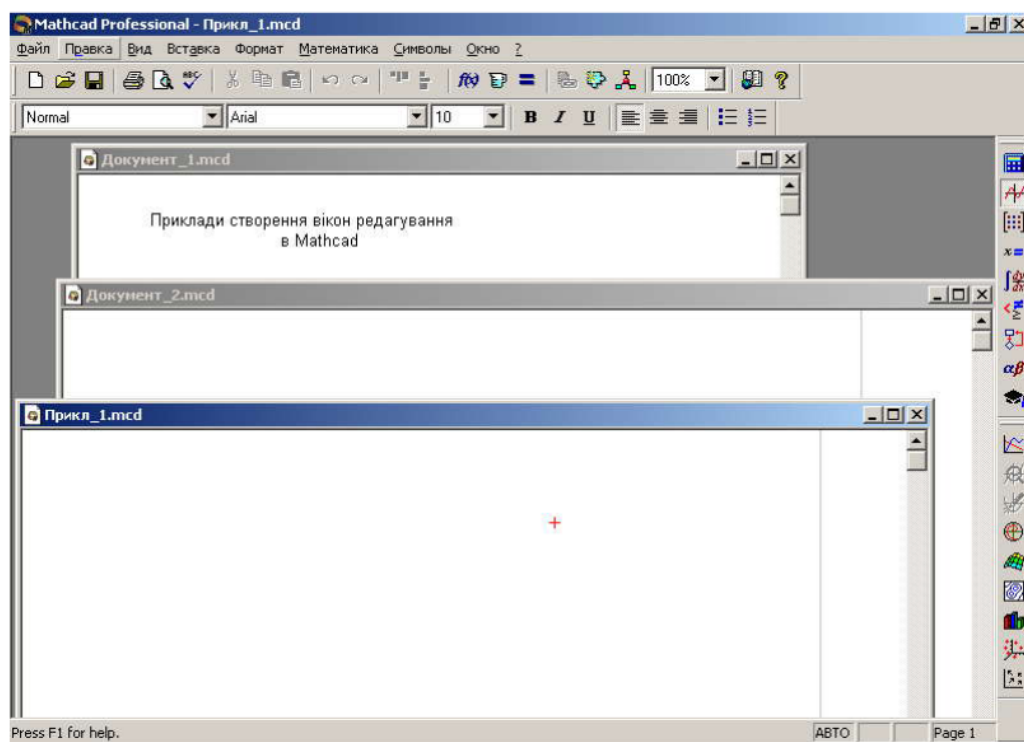 Mathcad Professional - Прикл_1.mcd
Файл Правка Вид Вставка Формат Математика Символы Окно ?
f(x) = 100% ?
Normal Arial 10 B I U
Документ_1.mcd
Приклади створення вікон редагування
в Mathcad
Документ_2.mcd
Прикл_1.mcd
x=
αβ
Press F1 for help. АВТО Page 1